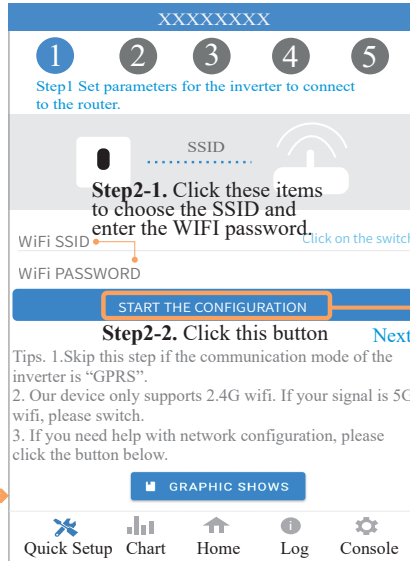 XXXXXXXX
1 2 3 4 5
Step1 Set parameters for the inverter to connect
to the router.
SSID
Step2-1. Click these items
to choose the SSID and
enter the WIFI password.
WiFi SSID Click on the switch
WiFi PASSWORD
START THE CONFIGURATION
Step2-2. Click this button Next
Tips. 1.Skip this step if the communication mode of the
inverter is “GPRS”.
2. Our device only supports 2.4G wifi. If your signal is 5G
wifi, please switch.
3. If you need help with network configuration, please
click the button below.
GRAPHIC SHOWS
Quick Setup Chart Home Log Console